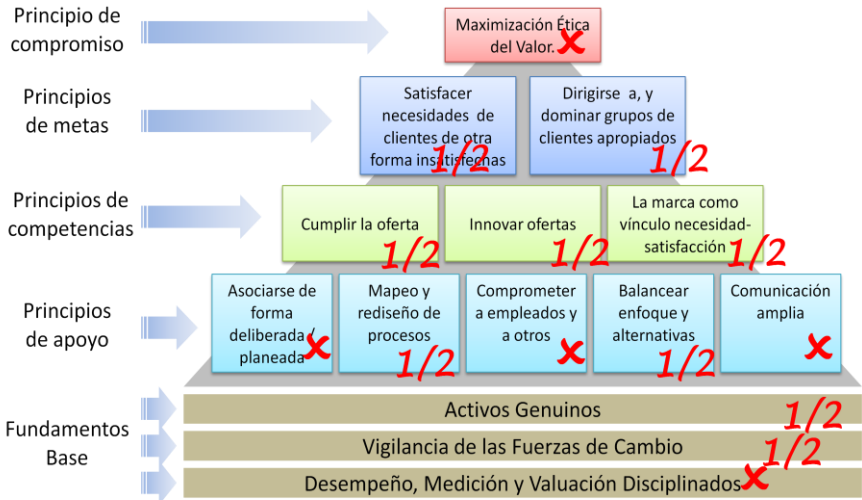 Principio de
compromiso
Maximización Ética
del Valor.
x
Principios
de metas
Satisfacer
necesidades de
clientes de otra
forma insatisfechas
1/2
Dirigirse a, y
dominar grupos de
clientes apropiados
1/2
Principios de
competencias
Cumplir la oferta
1/2
Innovar ofertas
1/2
La marca como
vínculo necesidad-
satisfacción
1/2
Principios
de apoyo
Asociarse de
forma
deliberada /
planeada
x
Mapeo y
rediseño de
procesos
1/2
Comprometer
a empleados y
a otros
x
Balancear
enfoque y
alternativas
1/2
Comunicación
amplia
x
Fundamentos
Base
Activos Genuinos
1/2
Vigilancia de las Fuerzas de Cambio
1/2
Desempeño, Medición y Valuación Disciplinados
x